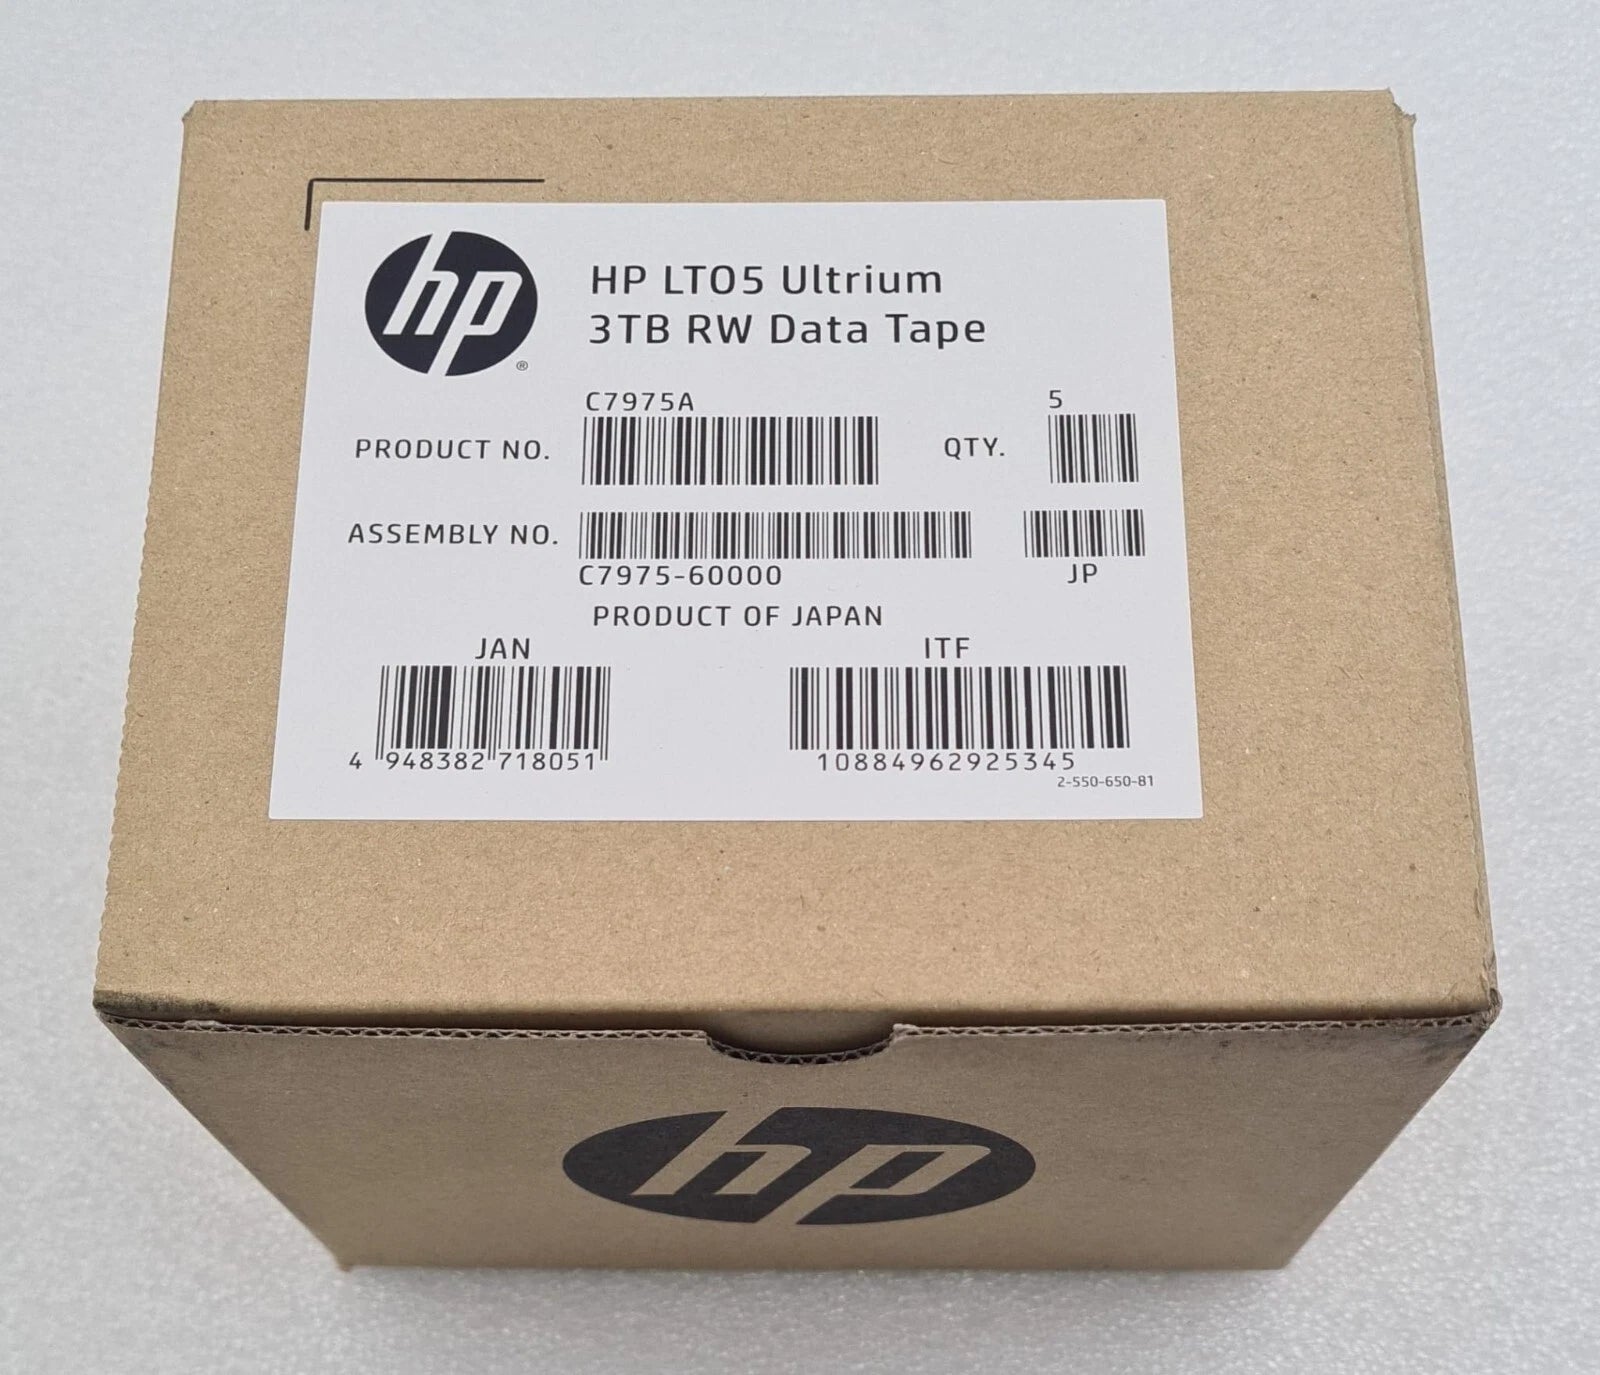 hp
®
HP LTO5 Ultrium
3TB RW Data Tape
C7975A
5
PRODUCT NO.
QTY.
ASSEMBLY NO.
C7975-60000
JP
PRODUCT OF JAPAN
JAN
ITF
4 948382 718051
10884962925345
2-550-650-81
hp